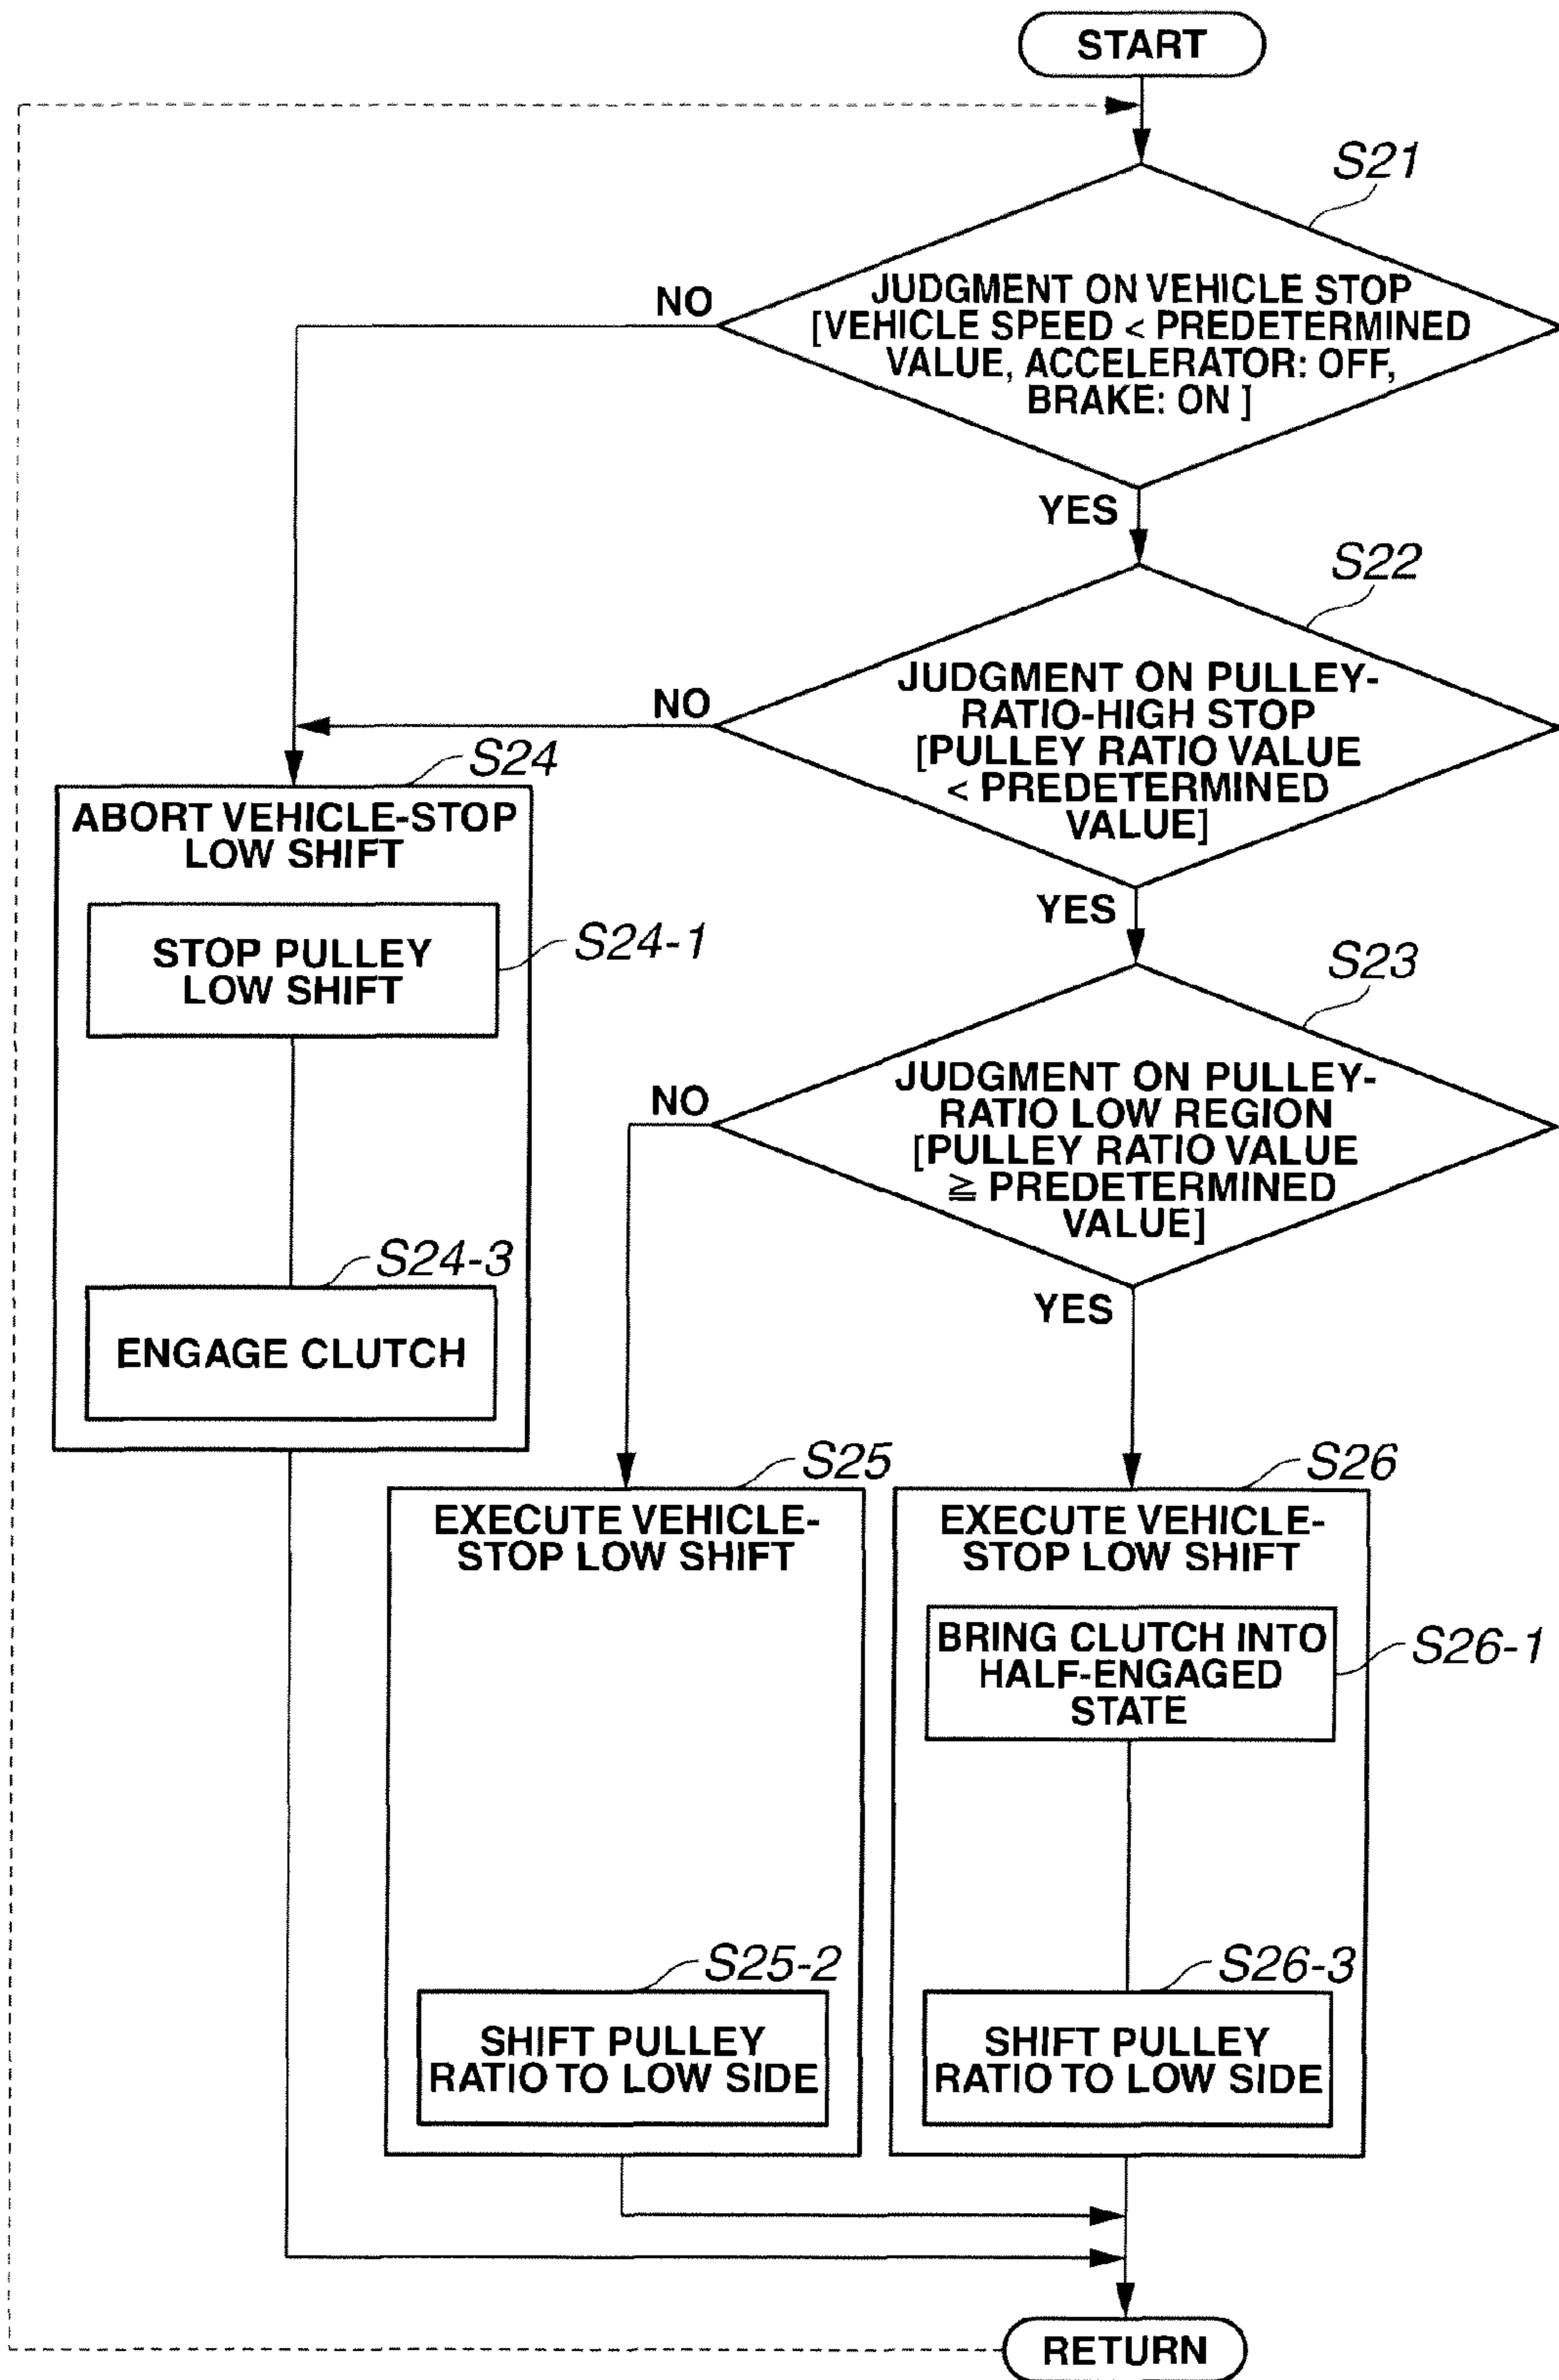 START
S21
JUDGMENT ON VEHICLE STOP
[VEHICLE SPEED < PREDETERMINED
VALUE, ACCELERATOR: OFF,
BRAKE: ON ]
NO
YES
S22
JUDGMENT ON PULLEY-
RATIO-HIGH STOP
[PULLEY RATIO VALUE
< PREDETERMINED
VALUE]
NO
YES
S24
ABORT VEHICLE-STOP
LOW SHIFT
STOP PULLEY
LOW SHIFT
S24-1
S24-3
ENGAGE CLUTCH
S23
JUDGMENT ON PULLEY-
RATIO LOW REGION
[PULLEY RATIO VALUE
≧ PREDETERMINED
VALUE]
NO
YES
S25
EXECUTE VEHICLE-
STOP LOW SHIFT
S25-2
SHIFT PULLEY
RATIO TO LOW SIDE
S26
EXECUTE VEHICLE-
STOP LOW SHIFT
BRING CLUTCH INTO
HALF-ENGAGED
STATE
S26-1
S26-3
SHIFT PULLEY
RATIO TO LOW SIDE
RETURN